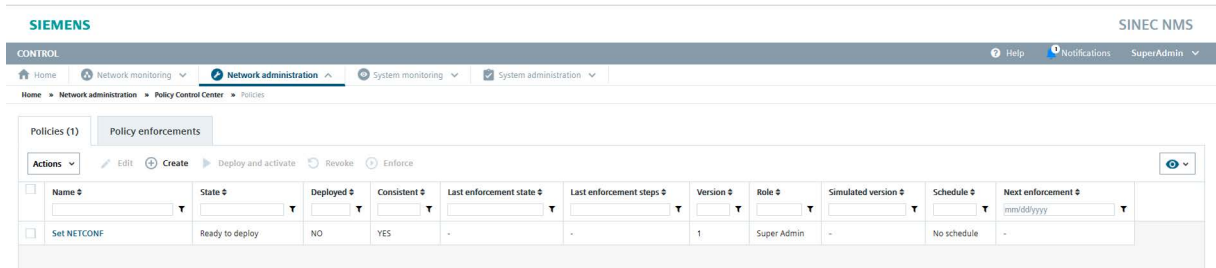 SIEMENS
SINEC NMS
CONTROL
Help
1
Notifications
SuperAdmin
Home
Network monitoring
Network administration
System monitoring
System administration
Home » Network administration » Policy Control Center » Policies
Policies (1)
Policy enforcements
Actions
Edit
Create
Deploy and activate
Revoke
Enforce
Name State Deployed Consistent Last enforcement state Last enforcement steps Version Role Simulated version Schedule Next enforcement
mm/dd/yyyy
Set NETCONF Ready to deploy NO YES - - 1 Super Admin - No schedule -